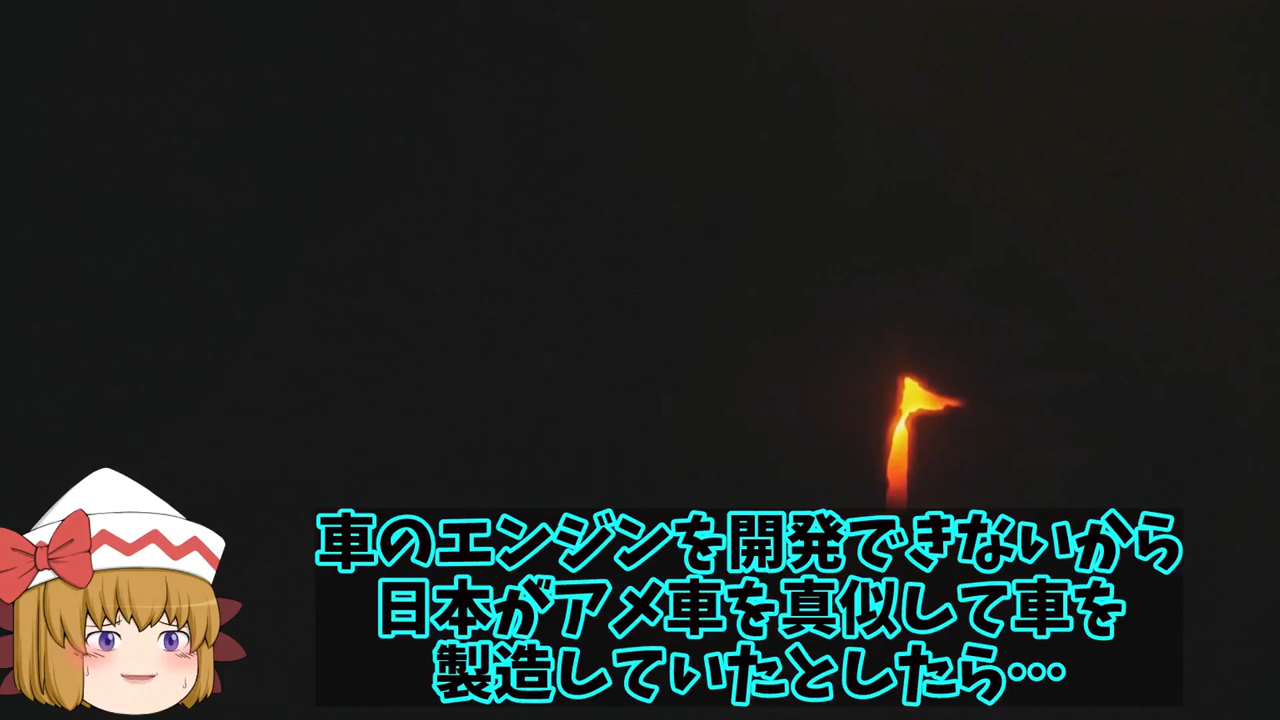 車のエンジンを開発できないから
日本がアメ車を真似して車を
製造していたとしたら…